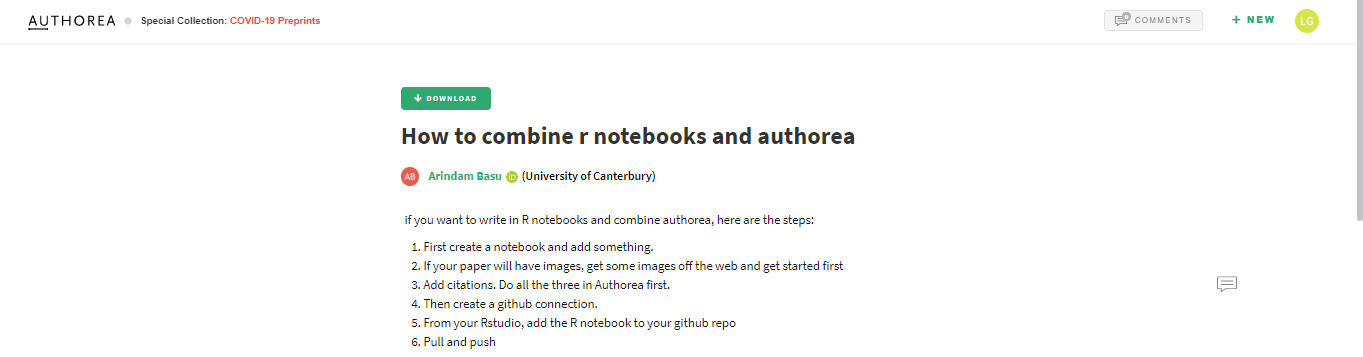 AUTHOREA Special Collection: COVID-19 Preprints 0 COMMENTS + NEW LG
DOWNLOAD
How to combine r notebooks and authorea
AB Arindam Basu iD (University of Canterbury)
if you want to write in R notebooks and combine authorea, here are the steps:
1. First create a notebook and add something.
2. If your paper will have images, get some images off the web and get started first
3. Add citations. Do all the three in Authorea first.
4. Then create a github connection.
5. From your Rstudio, add the R notebook to your github repo
6. Pull and push